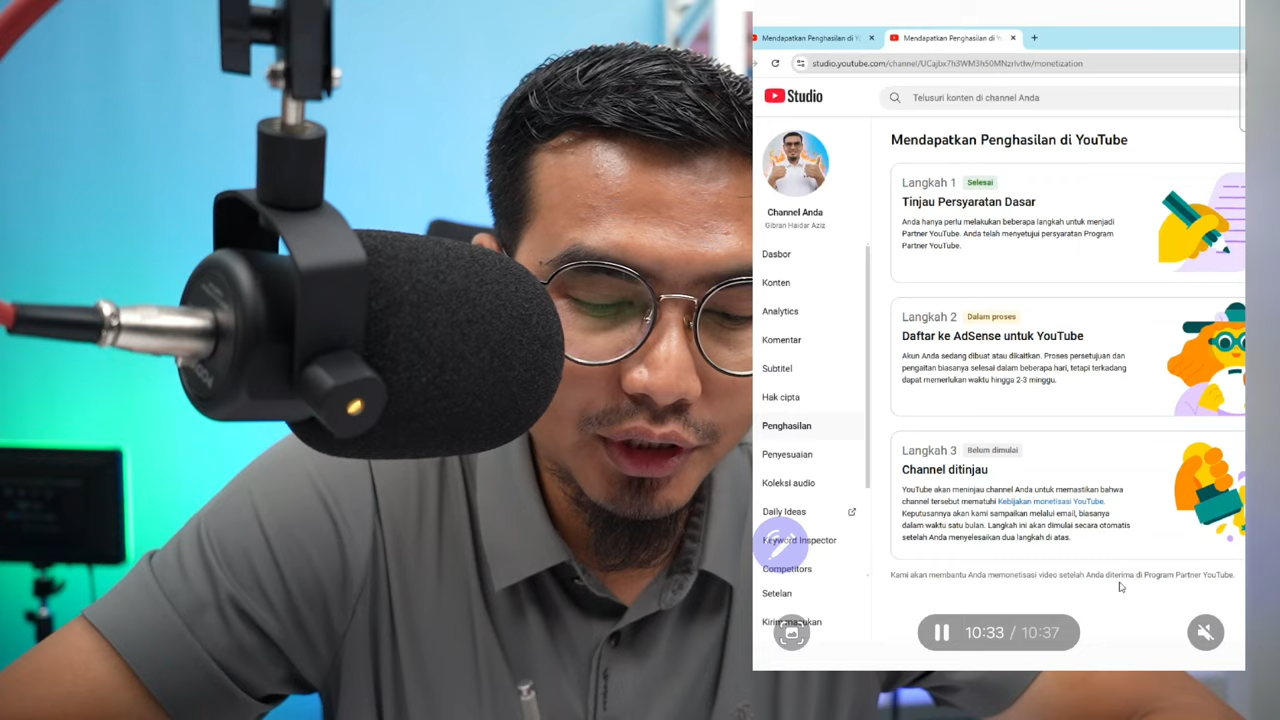 Mendapatkan Penghasilan di Y
Mendapatkan Penghasilan di Y
studio.youtube.com/channel/UCajbx7h3WM3h50MNzrlvtlw/monetization
Studio
Telusuri konten di channel Anda
Channel Anda
Gibran Haidar Aziz
Dasbor
Konten
Analytics
Komentar
Subtitel
Hak cipta
Penghasilan
Penyesuaian
Koleksi audio
Daily Ideas
Keyword Inspector
Competitors
Setelan
Kirim masukan
Mendapatkan Penghasilan di YouTube
Langkah 1 Selesai
Tinjau Persyaratan Dasar
Anda hanya perlu melakukan beberapa langkah untuk menjadi
Partner YouTube. Anda telah menyetujui persyaratan Program
Partner YouTube.
Langkah 2 Dalam proses
Daftar ke AdSense untuk YouTube
Akun Anda sedang dibuat atau dikaitkan. Proses persetujuan dan
pengaitan biasanya selesai dalam beberapa hari, tetapi terkadang
dapat memerlukan waktu hingga 2-3 minggu.
Langkah 3 Belum dimulai
Channel ditinjau
YouTube akan meninjau channel Anda untuk memastikan bahwa
channel tersebut mematuhi Kebijakan monetisasi YouTube.
Keputusannya akan kami sampaikan melalui email, biasanya
dalam waktu satu bulan. Langkah ini akan dimulai secara otomatis
setelah Anda menyelesaikan dua langkah di atas.
Kami akan membantu Anda memonetisasi video setelah Anda diterima di Program Partner YouTube.
10:33 / 10:37